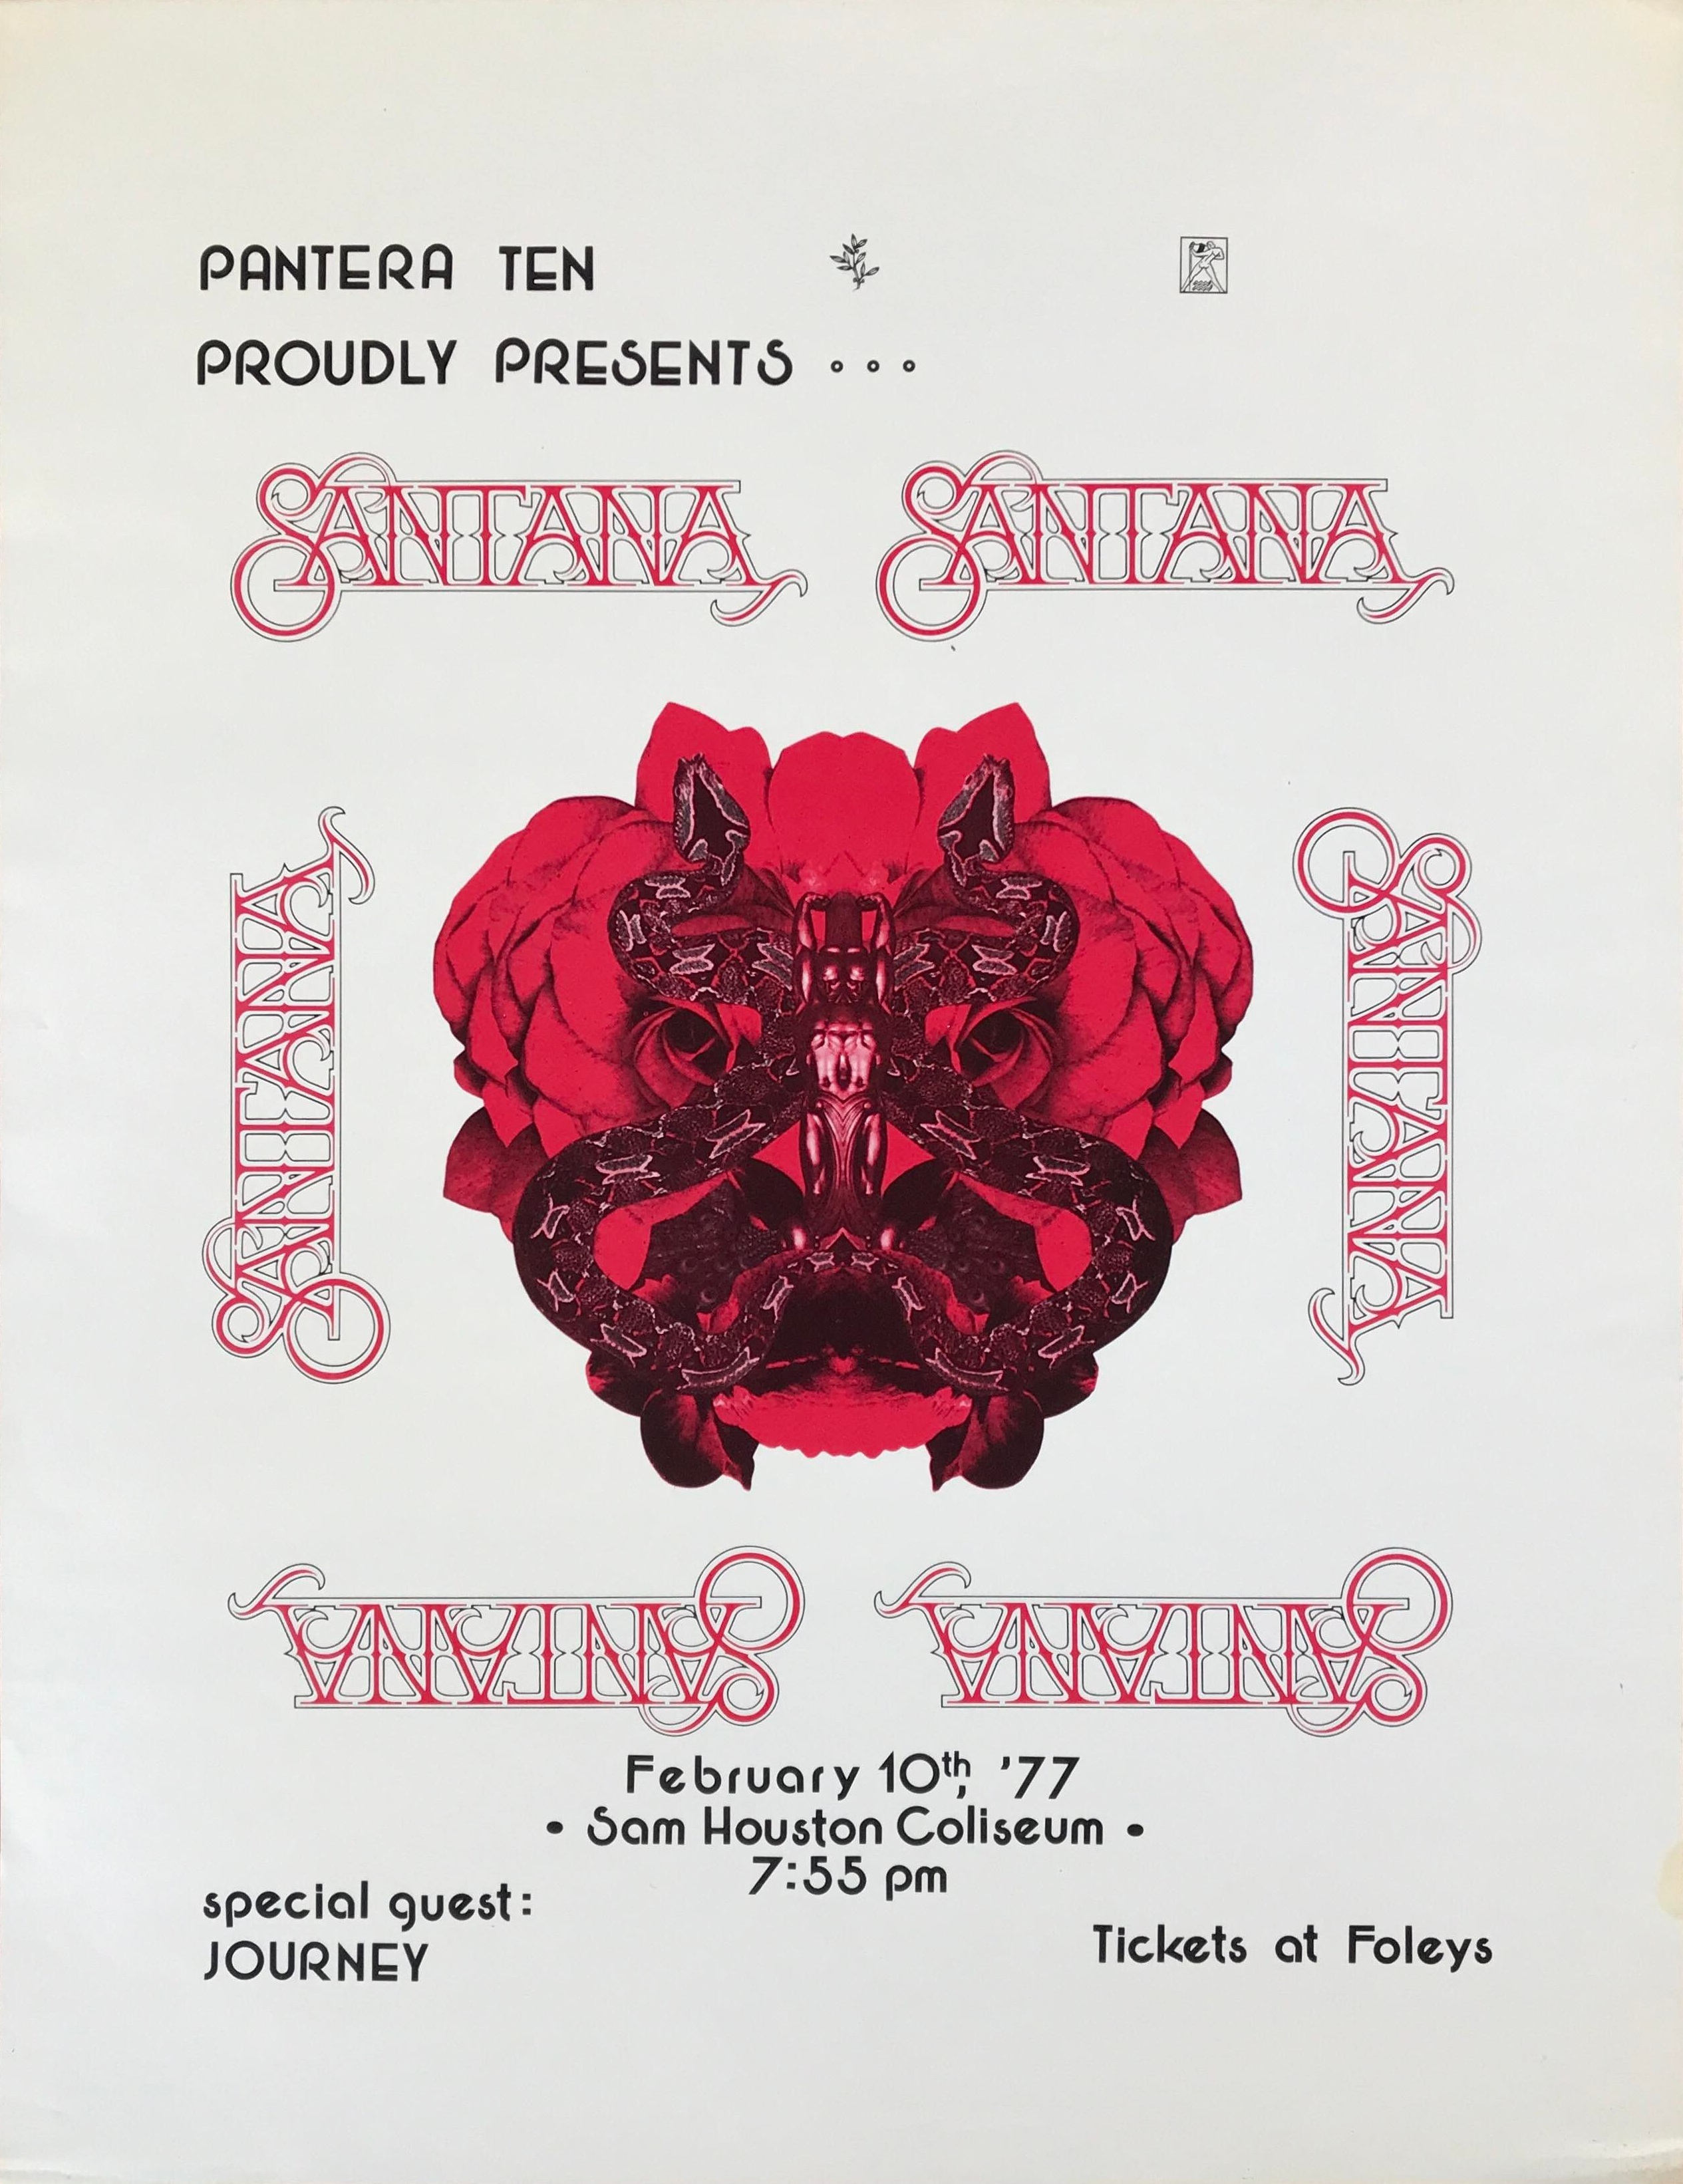 PANTERA TEN
PROUDLY PRESENTS . . .
SANTANA SANTANA
SANTANA
SANTANA
SANTANA SANTANA
February 10th, '77
• Sam Houston Coliseum •
7:55 pm
special guest:
JOURNEY
Tickets at Foleys